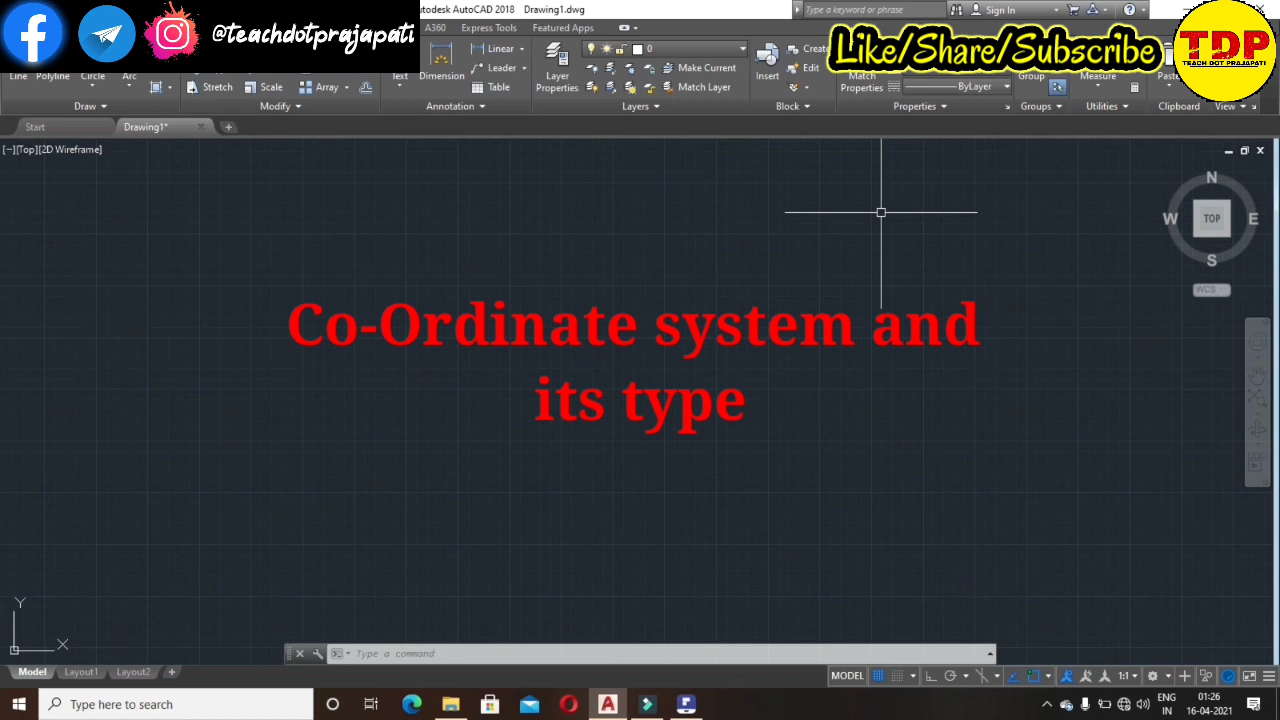 @teachdotprajapati
utodesk AutoCAD 2018 Drawing1.dwg
Type a keyword or phrase
Sign In
Like/Share/Subscribe
TDP
TEACH DOT PRAJAPATI
A360 Express Tools Featured Apps
Linear
0
Create
Leader
Make Current
Edit
Line Polyline Circle Arc
Text Dimension
Layer
Properties
Insert
Match
Properties
Group
Measure
Paste
Stretch Scale Array
Table
Match Layer
ByLayer
Draw Modify Annotation Layers Block Properties Groups Utilities Clipboard View
Start Drawing1*
[−][Top][2D Wireframe]
N
W TOP E
S
WCS
Co-Ordinate system and
its type
Y
X
Type a command
Model Layout1 Layout2 +
MODEL 1:1
Type here to search
ENG
IN
01:26
16-04-2021